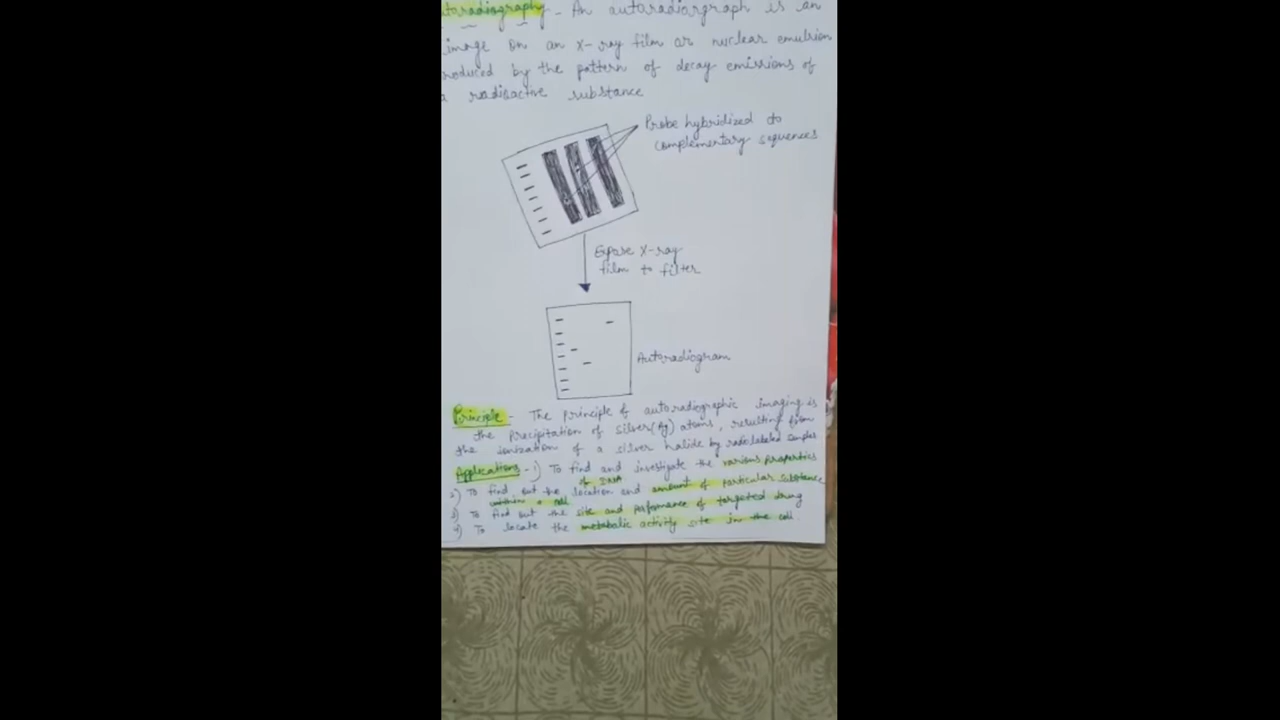 toradiography - An autoradiorgraph is an
image on an X-ray film or nuclear emulsion
roduced by the pattern of decay emissions of
a radioactive substance
Probe hybridized to
complementary sequences
Expose X-ray
film to filter
Autoradiogram
Principle - The principle of autoradiographic imaging is
the precipitation of silver(Ag) atoms, resulting from
the ionization of a silver halide by radiolabeled samples
Applications - 1) To find and investigate the various properties
of DNA
2) To find out the location and amount of particular substance
within a cell
3) To find out the site and performance of targeted drug
4) To locate the metabolic activity site in the cell